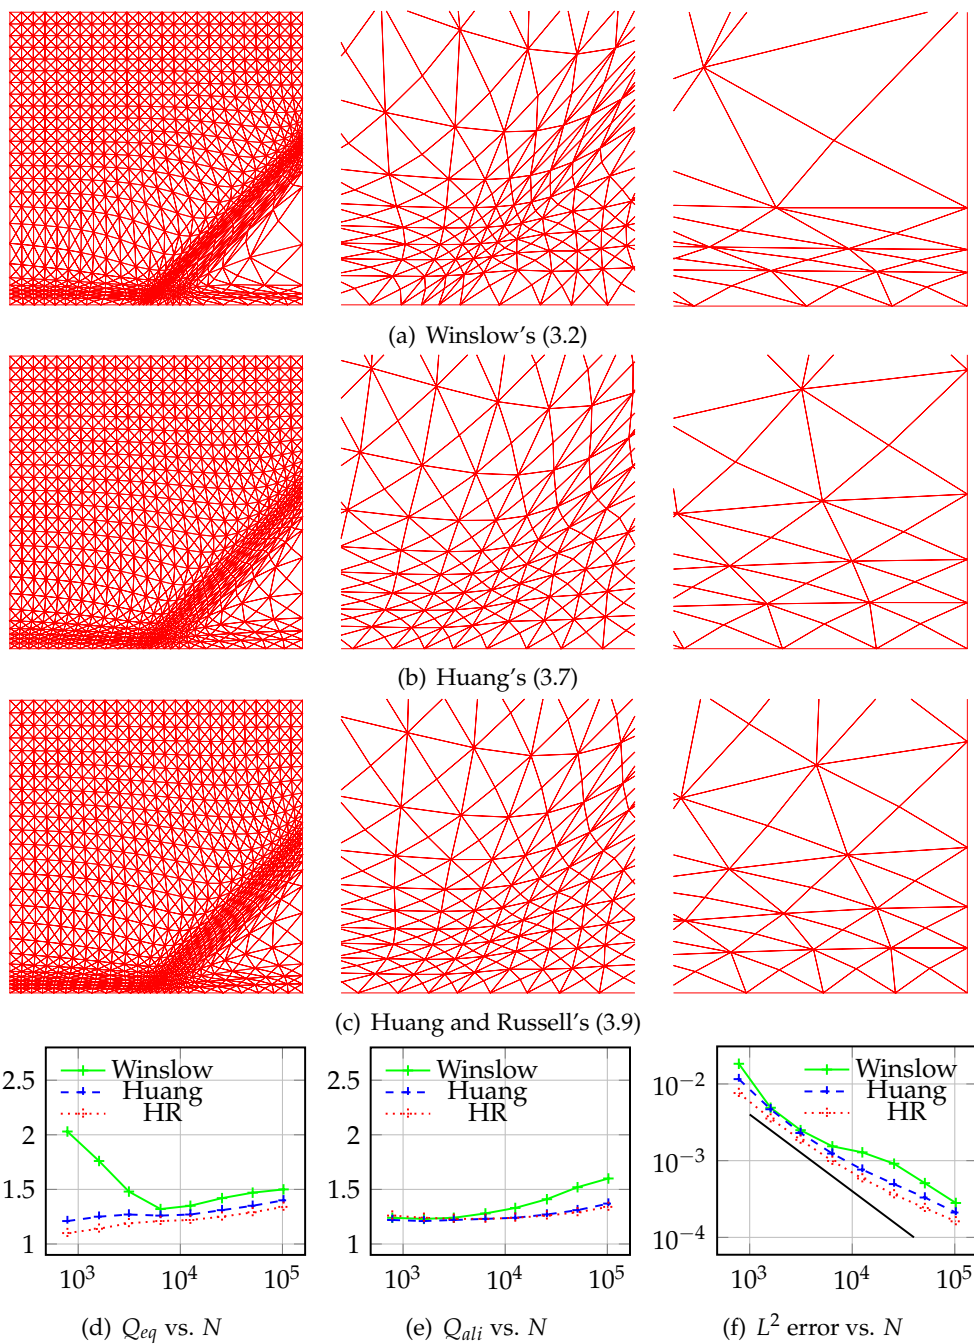 (a) Winslow's (3.2)
(b) Huang's (3.7)
(c) Huang and Russell's (3.9)
2.5
2
1.5
1
Winslow
Huang
HR
10^3
10^4
10^5
(d) Q_eq vs. N
2.5
2
1.5
1
Winslow
Huang
HR
10^3
10^4
10^5
(e) Q_ali vs. N
10^−2
10^−3
10^−4
Winslow
Huang
HR
10^3
10^4
10^5
(f) L^2 error vs. N